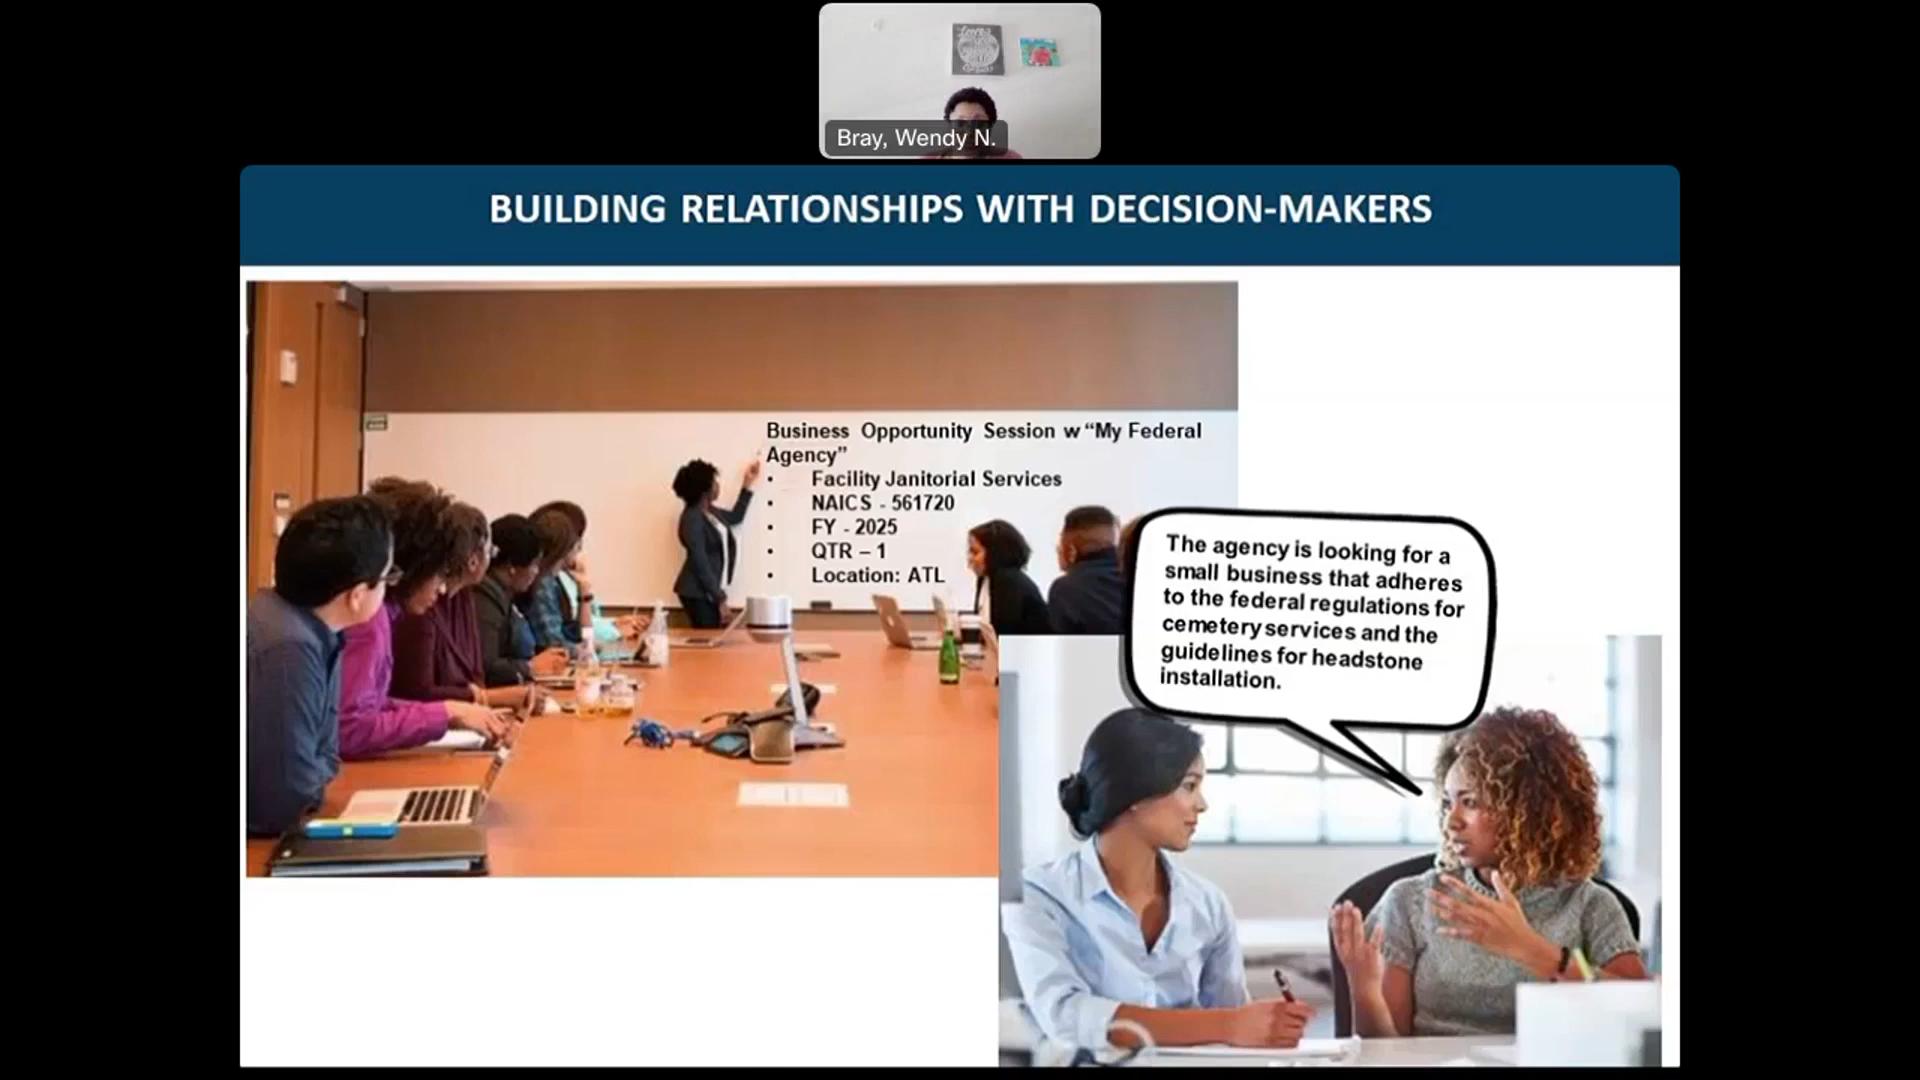 Bray, Wendy N.
BUILDING RELATIONSHIPS WITH DECISION-MAKERS
Business Opportunity Session w “My Federal
Agency”
• Facility Janitorial Services
• NAICS - 561720
• FY - 2025
• QTR – 1
• Location: ATL
The agency is looking for a
small business that adheres
to the federal regulations for
cemetery services and the
guidelines for headstone
installation.